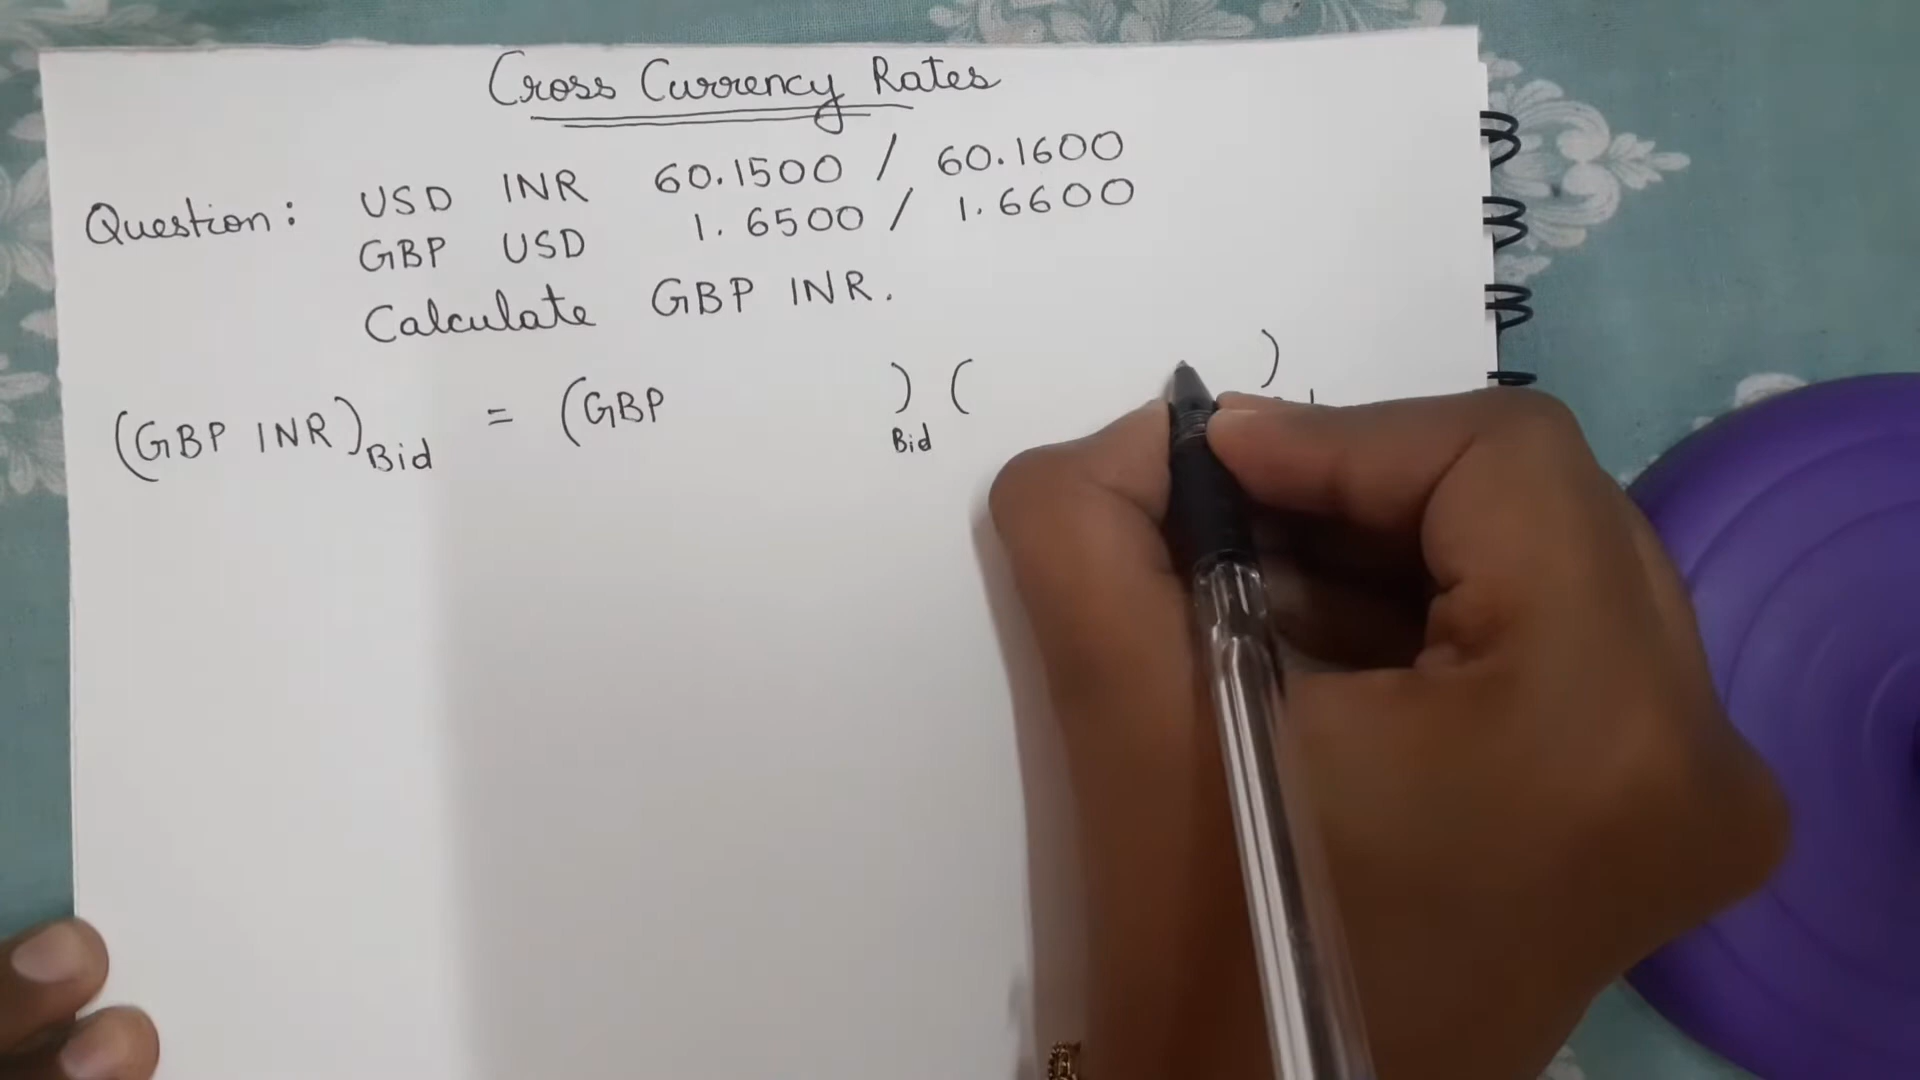 Cross Currency Rates
Question: USD INR 60.1500 / 60.1600
GBP USD 1.6500 / 1.6600
Calculate GBP INR.
(GBP INR)Bid = (GBP )Bid ( )